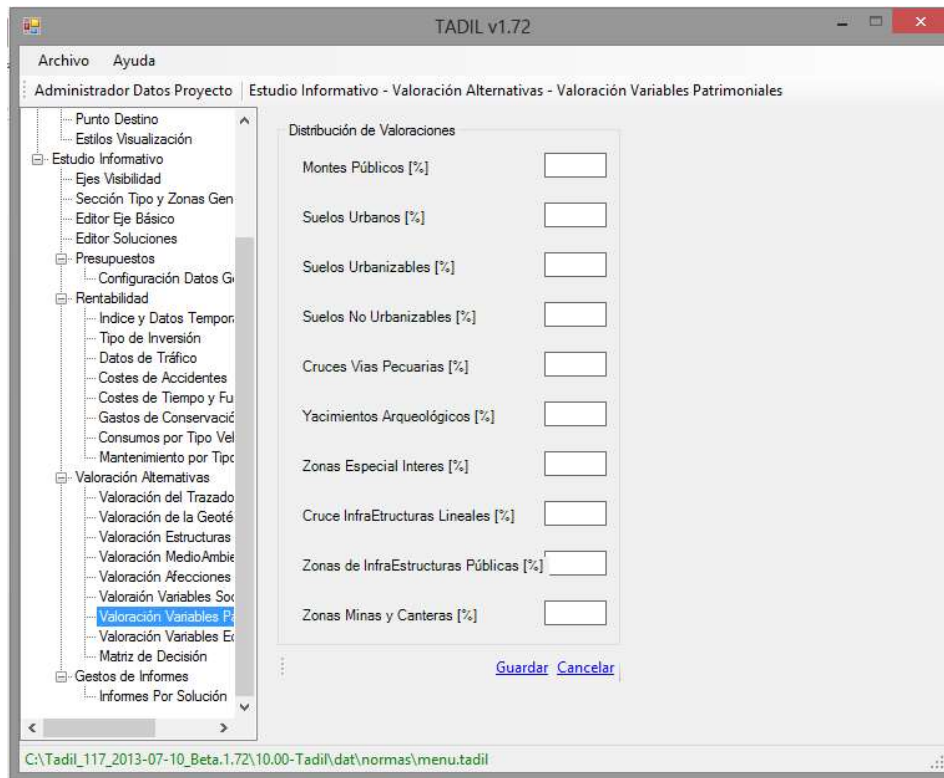 TADIL v1.72
Archivo Ayuda
Administrador Datos Proyecto Estudio Informativo - Valoración Alternativas - Valoración Variables Patrimoniales
Punto Destino
Estilos Visualización
Estudio Informativo
Ejes Visibilidad
Sección Tipo y Zonas Gen
Editor Eje Básico
Editor Soluciones
Presupuestos
Configuración Datos Ge
Rentabilidad
Indice y Datos Tempora
Tipo de Inversión
Datos de Tráfico
Costes de Accidentes
Costes de Tiempo y Fu
Gastos de Conservació
Consumos por Tipo Vel
Mantenimiento por Tipo
Valoración Alternativas
Valoración del Trazado
Valoración de la Geoté
Valoración Estructuras
Valoración MedioAmbie
Valoración Afecciones
Valoraión Variables Soc
Valoración Variables Pa
Valoración Variables Ec
Matriz de Decisión
Gestos de Informes
Informes Por Solución
Distribución de Valoraciones
Montes Públicos [%]
Suelos Urbanos [%]
Suelos Urbanizables [%]
Suelos No Urbanizables [%]
Cruces Vias Pecuarias [%]
Yacimientos Arqueológicos [%]
Zonas Especial Interes [%]
Cruce InfraEtructuras Lineales [%]
Zonas de InfraEstructuras Públicas [%]
Zonas Minas y Canteras [%]
Guardar Cancelar
C:\Tadil_117_2013-07-10_Beta.1.72\10.00-Tadil\dat\normas\menu.tadil